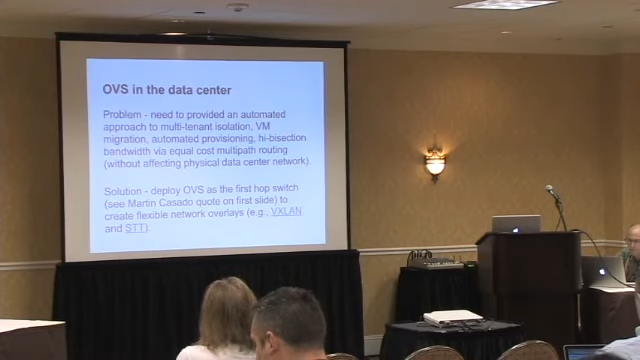 OVS in the data center
Problem - need to provided an automated
approach to multi-tenant isolation, VM
migration, automated provisioning, hi-bisection
bandwidth via equal cost multipath routing
(without affecting physical data center network).
Solution - deploy OVS as the first hop switch
(see Martin Casado quote on first slide) to
create flexible network overlays (e.g., VXLAN
and STT).